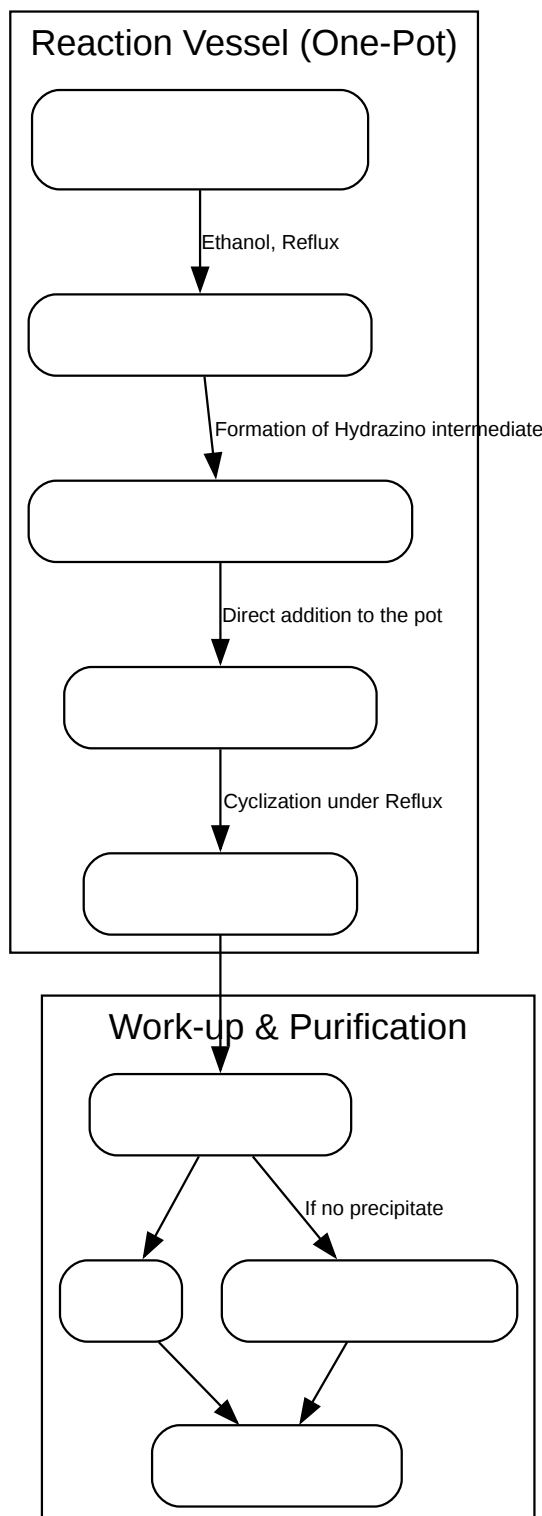 Reaction Vessel (One-Pot)
Ethanol, Reflux
Formation of Hydrazino intermediate
Direct addition to the pot
Cyclization under Reflux
Work-up & Purification
If no precipitate